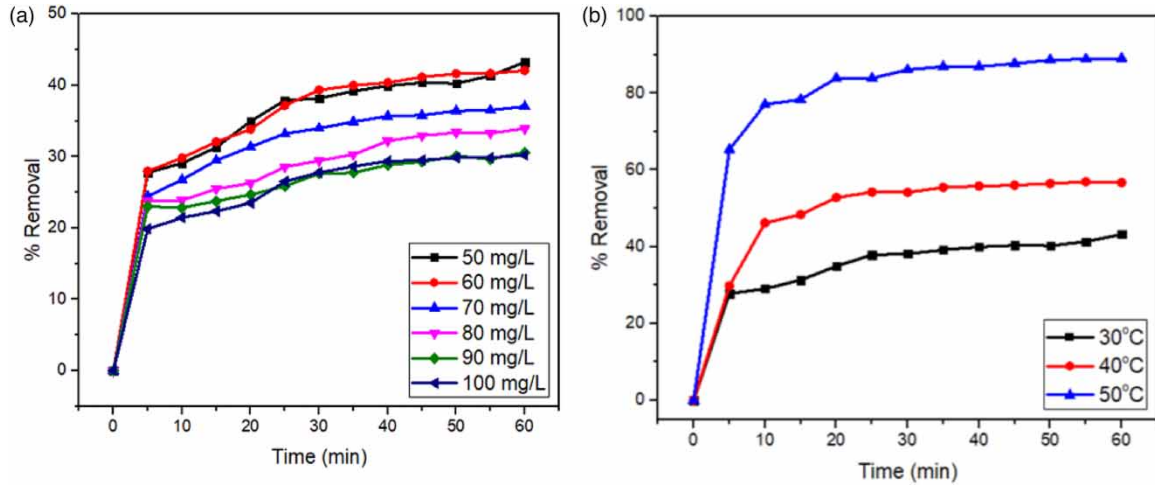 (a)
50
40
30
20
10
0
% Removal
0 10 20 30 40 50 60
Time (min)
50 mg/L
60 mg/L
70 mg/L
80 mg/L
90 mg/L
100 mg/L
(b)
100
80
60
40
20
0
% Removal
0 10 20 30 40 50 60
Time (min)
30°C
40°C
50°C